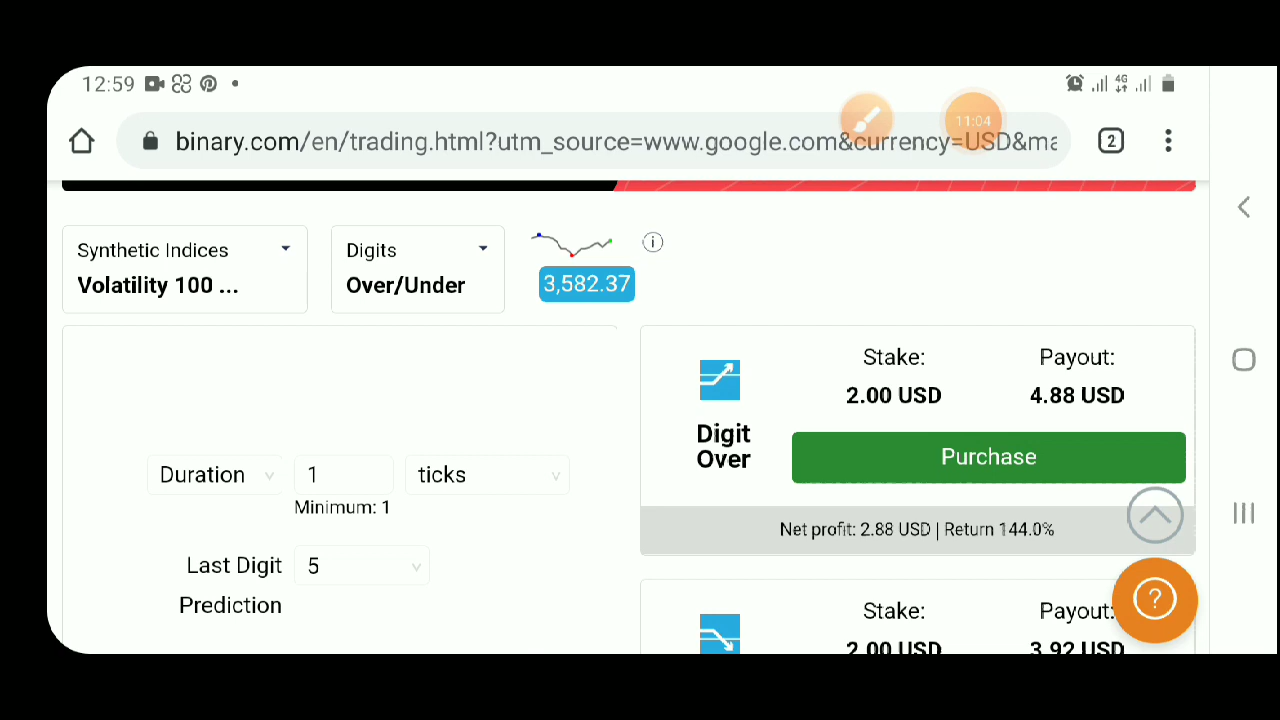 12:59
4G
11:04
binary.com/en/trading.html?utm_source=www.google.com&currency=USD&ma
2
Synthetic Indices
Volatility 100 ...
Digits
Over/Under
3,582.37
Stake:
2.00 USD
Payout:
4.88 USD
Digit
Over
Purchase
Net profit: 2.88 USD | Return 144.0%
Duration
1
ticks
Minimum: 1
Last Digit
Prediction
5
Stake:
2.00 USD
Payout:
3.92 USD
?